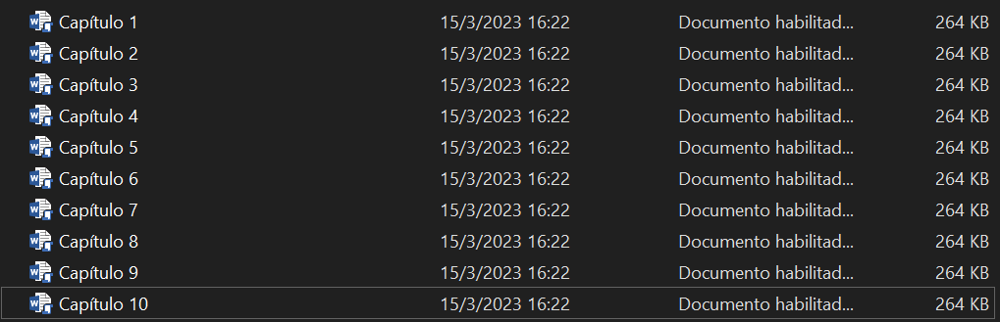 Capítulo 1 15/3/2023 16:22 Documento habilitad... 264 KB
Capítulo 2 15/3/2023 16:22 Documento habilitad... 264 KB
Capítulo 3 15/3/2023 16:22 Documento habilitad... 264 KB
Capítulo 4 15/3/2023 16:22 Documento habilitad... 264 KB
Capítulo 5 15/3/2023 16:22 Documento habilitad... 264 KB
Capítulo 6 15/3/2023 16:22 Documento habilitad... 264 KB
Capítulo 7 15/3/2023 16:22 Documento habilitad... 264 KB
Capítulo 8 15/3/2023 16:22 Documento habilitad... 264 KB
Capítulo 9 15/3/2023 16:22 Documento habilitad... 264 KB
Capítulo 10 15/3/2023 16:22 Documento habilitad... 264 KB